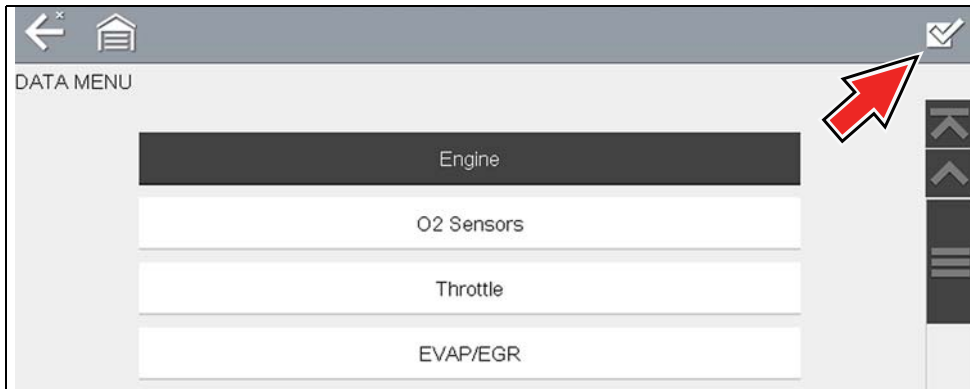 DATA MENU
Engine
O2 Sensors
Throttle
EVAP/EGR